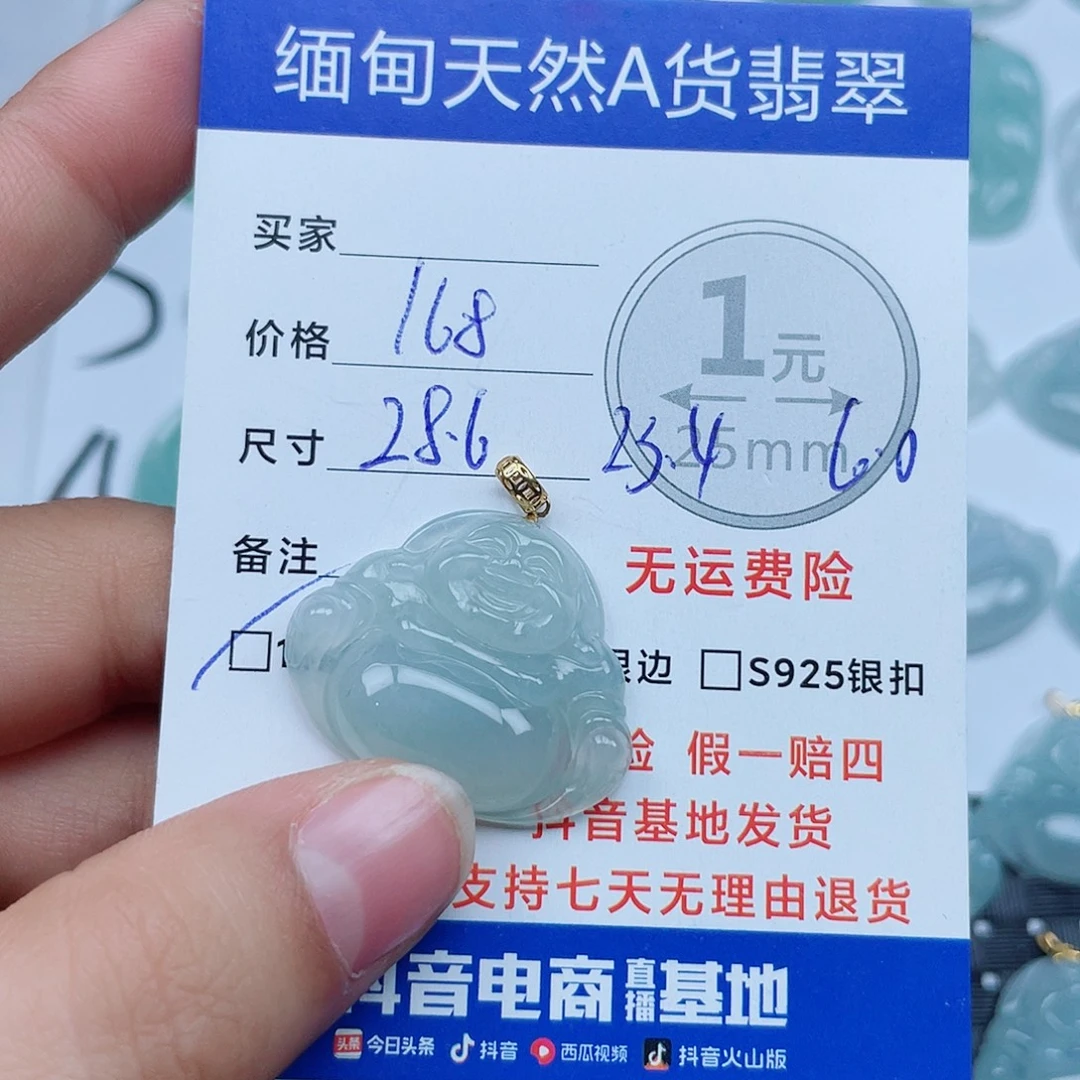 缅甸天然A货翡翠
买家
价格 168
1元
25mm
尺寸 28.6 23.4 6.0
备注
无运费险
银边 □S925银扣
险 假一赔四
抖音基地发货
支持七天无理由退货
抖音电商直播基地
头条 今日头条 抖音 西瓜视频 抖音火山版